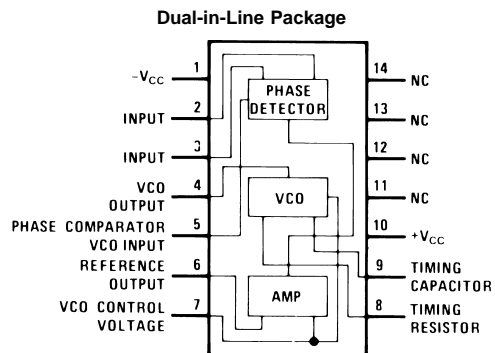 Dual-in-Line Package
1
−VCC
2
INPUT
3
INPUT
VCO
4
OUTPUT
PHASE COMPARATOR
5
VCO INPUT
REFERENCE
6
OUTPUT
VCO CONTROL
7
VOLTAGE
PHASE
DETECTOR
VCO
AMP
14
NC
13
NC
12
NC
11
NC
10
+VCC
9
TIMING
CAPACITOR
8
TIMING
RESISTOR